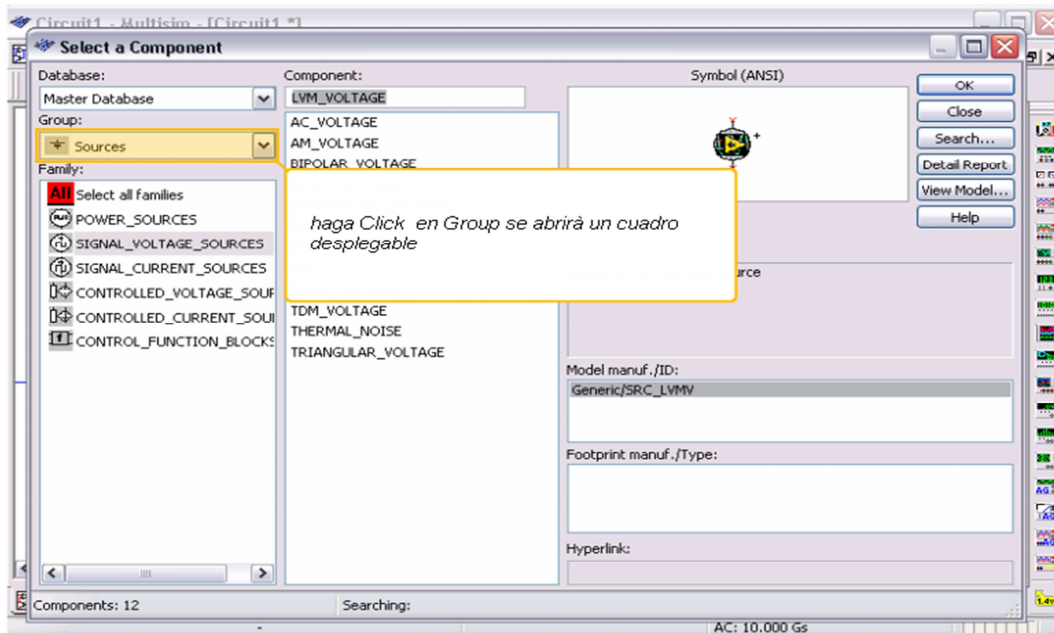 Circuit1 - Multisim - [Circuit1 *]
Select a Component
Database:
Master Database
Group:
Sources
Family:
All Select all families
POWER_SOURCES
SIGNAL_VOLTAGE_SOURCES
SIGNAL_CURRENT_SOURCES
CONTROLLED_VOLTAGE_SOUR
CONTROLLED_CURRENT_SOU
CONTROL_FUNCTION_BLOCKS
Component:
LVM_VOLTAGE
AC_VOLTAGE
AM_VOLTAGE
BIPOLAR_VOLTAGE
haga Click en Group se abrirà un cuadro
desplegable
TDM_VOLTAGE
THERMAL_NOISE
TRIANGULAR_VOLTAGE
Symbol (ANSI)
OK
Close
Search...
Detail Report
View Model...
Help
Model manuf./ID:
Generic/SRC_LVMV
Footprint manuf./Type:
Hyperlink:
Components: 12
Searching:
AC: 10.000 Gs